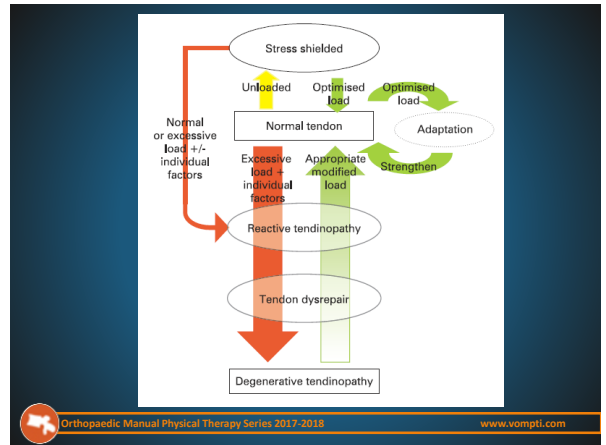 Stress shielded
Unloaded
Optimised
load
Optimised
load
Normal
or excessive
load +/-
individual
factors
Normal tendon
Adaptation
Excessive
load +
individual
factors
Appropriate
modified
load
Strengthen
Reactive tendinopathy
Tendon dysrepair
Degenerative tendinopathy
Orthopaedic Manual Physical Therapy Series 2017-2018
www.vompti.com